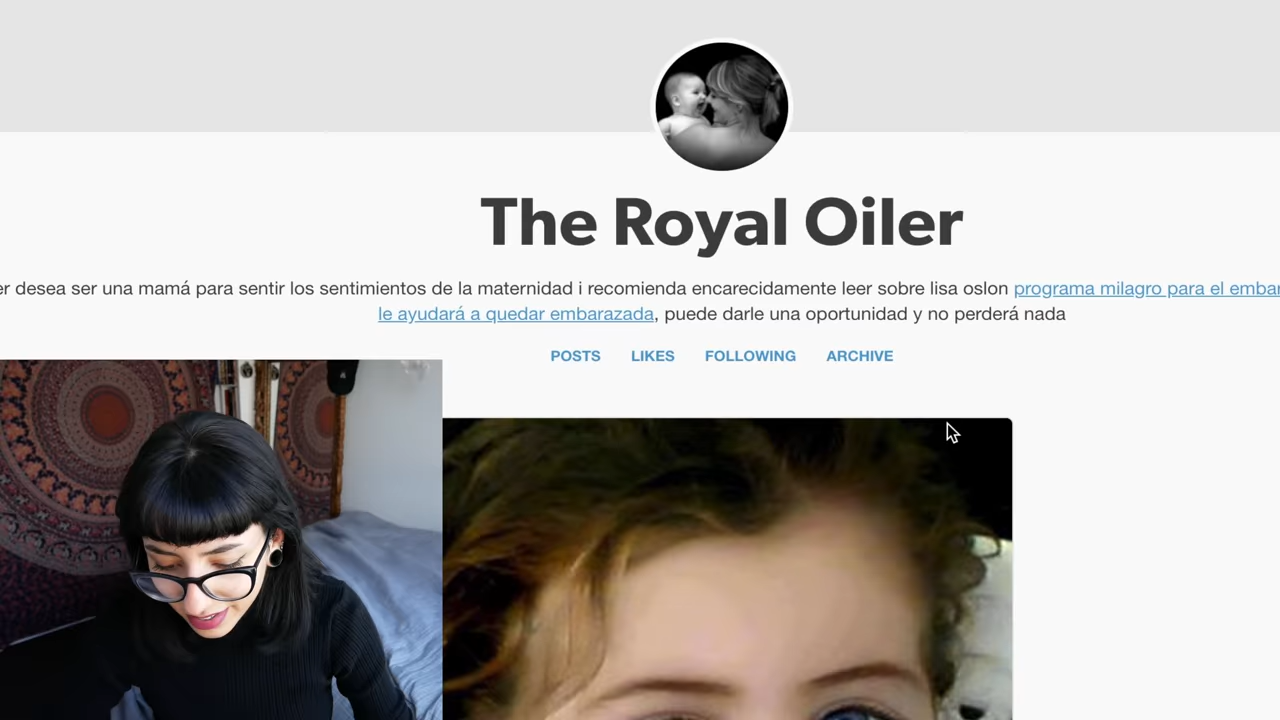 The Royal Oiler
desea ser una mamá para sentir los sentimientos de la maternidad i recomienda encarecidamente leer sobre lisa oslon programa milagro para el
le ayudará a quedar embarazada, puede darle una oportunidad y no perderá nada
POSTS LIKES FOLLOWING ARCHIVE